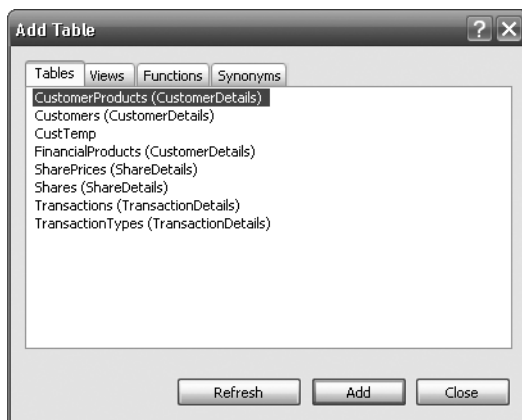 Add Table
Tables Views Functions Synonyms
CustomerProducts (CustomerDetails)
Customers (CustomerDetails)
CustTemp
FinancialProducts (CustomerDetails)
SharePrices (ShareDetails)
Shares (ShareDetails)
Transactions (TransactionDetails)
TransactionTypes (TransactionDetails)
Refresh Add Close